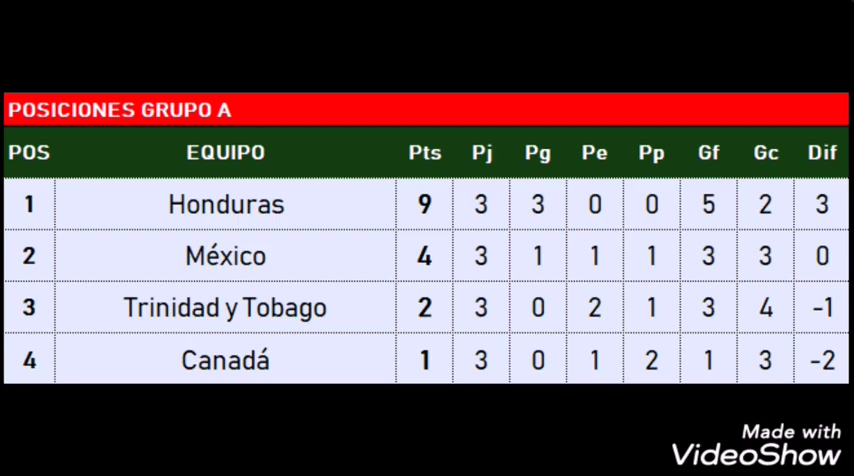 POSICIONES GRUPO A
POS EQUIPO Pts Pj Pg Pe Pp Gf Gc Dif
1 Honduras 9 3 3 0 0 5 2 3
2 México 4 3 1 1 1 3 3 0
3 Trinidad y Tobago 2 3 0 2 1 3 4 -1
4 Canadá 1 3 0 1 2 1 3 -2
Made with
VideoShow